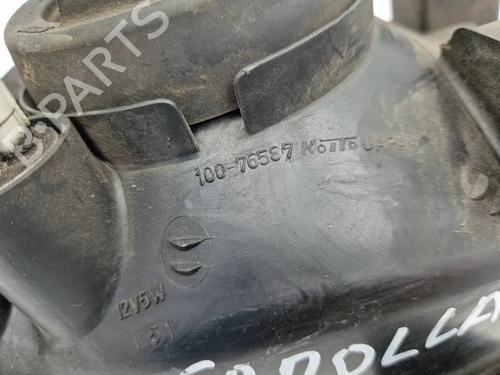 B-PARTS
100-76587 KOITO JAPAN
12V5W
COROLLA